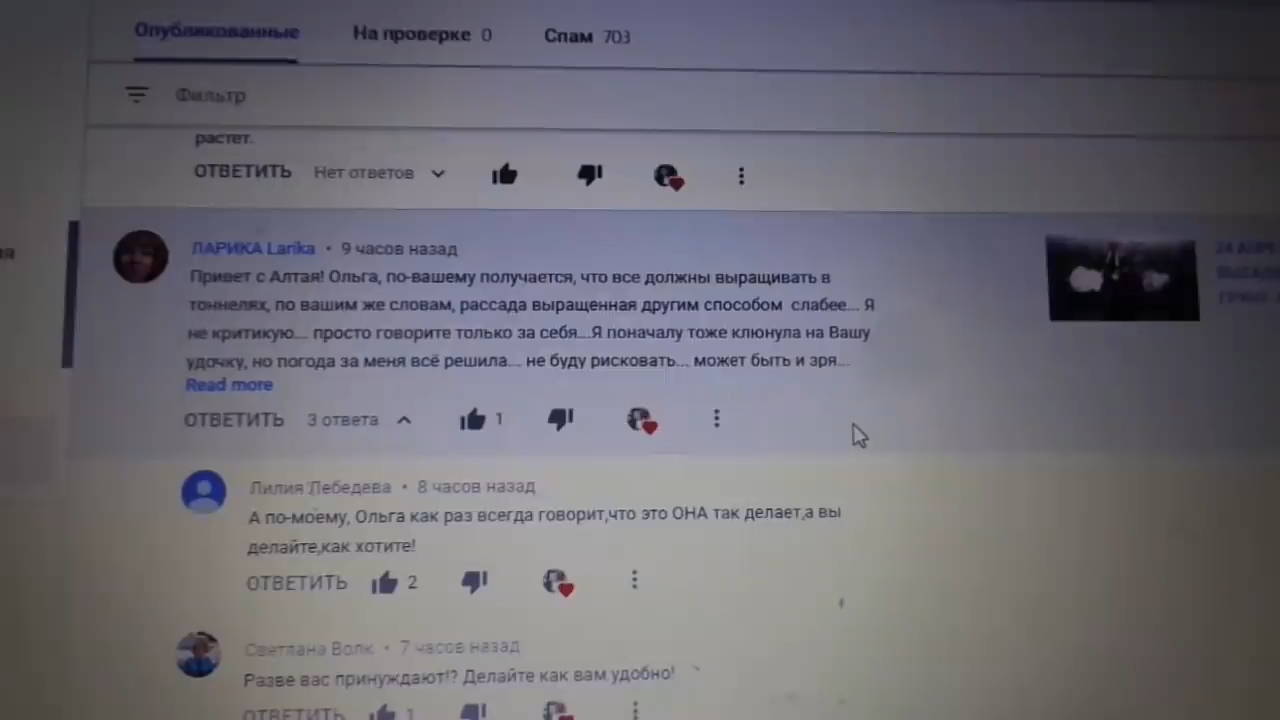 Опубликованные На проверке 0 Спам 703
Фильтр
растет.
ОТВЕТИТЬ Нет ответов
ЛАРИКА Larika • 9 часов назад
Привет с Алтая! Ольга, по-вашему получается, что все должны выращивать в
тоннелях, по вашим же словам, рассада выращенная другим способом слабее... Я
не критикую.... просто говорите только за себя...Я поначалу тоже клюнула на Вашу
удочку, но погода за меня всё решила... не буду рисковать... может быть и зря...
Read more
ОТВЕТИТЬ 3 ответа 1
Лилия Лебедева • 8 часов назад
А по-моему, Ольга как раз всегда говорит,что это ОНА так делает,а вы
делайте,как хотите!
ОТВЕТИТЬ 2
Светлана Волк • 7 часов назад
Разве вас принуждают!? Делайте как вам удобно!
ОТВЕТИТЬ 1